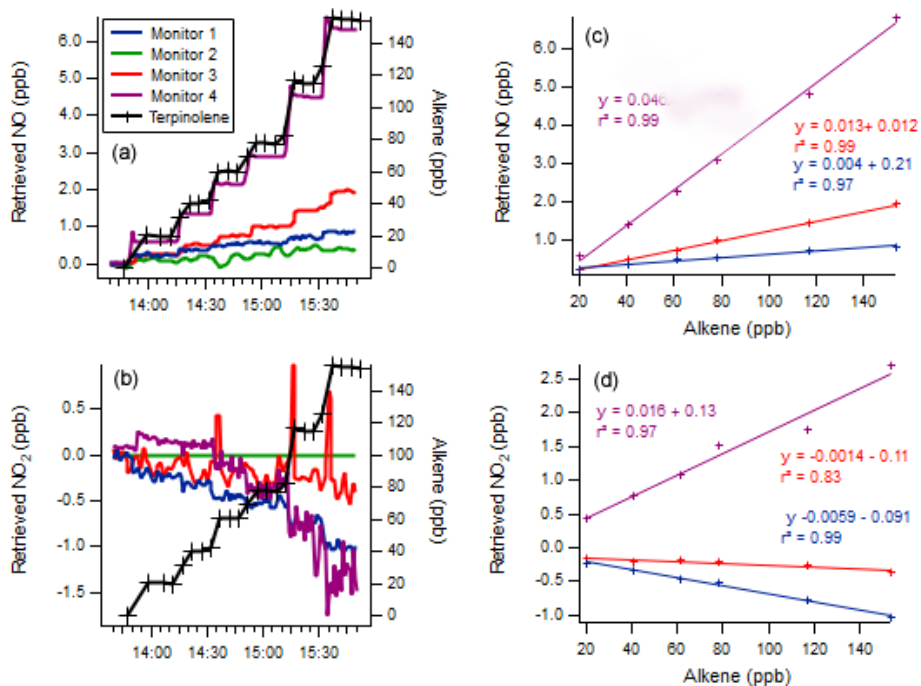 Monitor 1
Monitor 2
Monitor 3
Monitor 4
Terpinolene
(a)
Retrieved NO (ppb)
6.0
5.0
4.0
3.0
2.0
1.0
0.0
Alkene (ppb)
140
120
100
80
60
40
20
0
14:00 14:30 15:00 15:30
(c)
Retrieved NO (ppb)
6.0
5.0
4.0
3.0
2.0
1.0
y = 0.046
r² = 0.99
y = 0.013+ 0.012
r² = 0.99
y = 0.004 + 0.21
r² = 0.97
20 40 60 80 100 120 140
Alkene (ppb)
(b)
Retrieved NO₂ (ppb)
0.5
0.0
-0.5
-1.0
-1.5
Alkene (ppb)
140
120
100
80
60
40
20
0
14:00 14:30 15:00 15:30
(d)
Retrieved NO₂ (ppb)
2.5
2.0
1.5
1.0
0.5
0.0
-0.5
-1.0
y = 0.016 + 0.13
r² = 0.97
y = -0.0014 - 0.11
r² = 0.83
y -0.0059 - 0.091
r² = 0.99
20 40 60 80 100 120 140
Alkene (ppb)